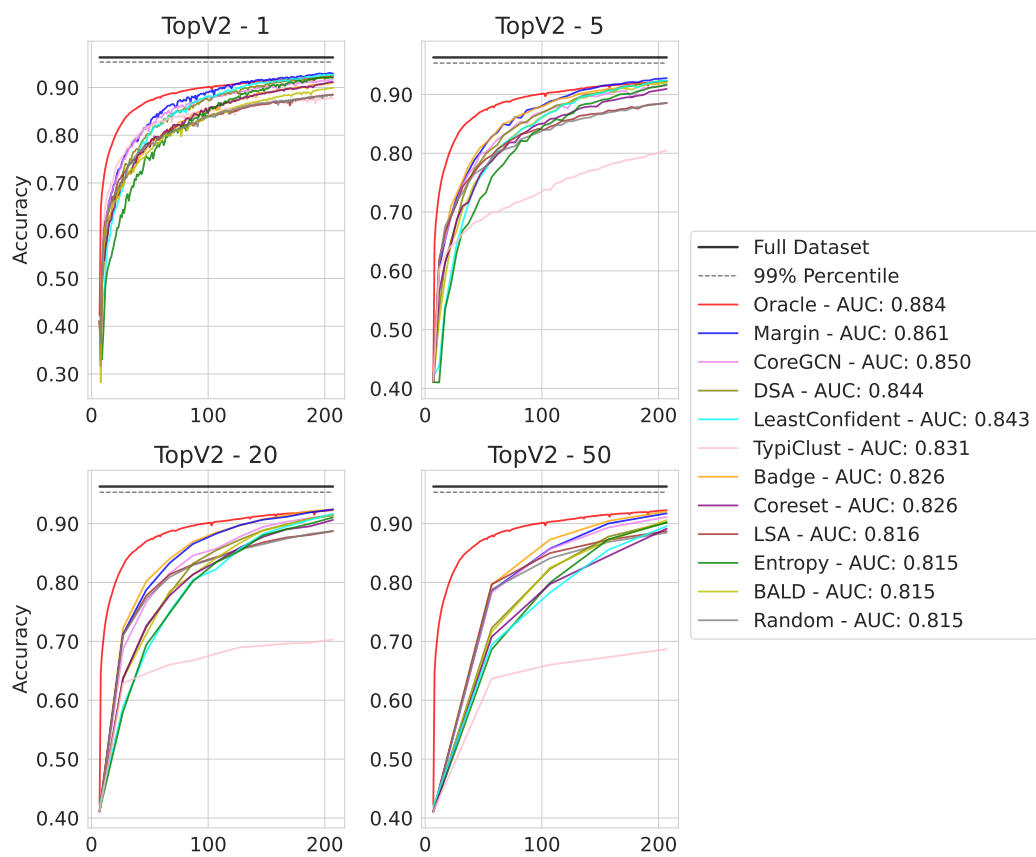 TopV2 - 1
TopV2 - 5
Accuracy
0.90
0.80
0.70
0.60
0.50
0.40
0.30
0
100
200
0.90
0.80
0.70
0.60
0.50
0.40
0
100
200
TopV2 - 20
TopV2 - 50
Accuracy
0.90
0.80
0.70
0.60
0.50
0.40
0
100
200
0.90
0.80
0.70
0.60
0.50
0.40
0
100
200
Full Dataset
99% Percentile
Oracle - AUC: 0.884
Margin - AUC: 0.861
CoreGCN - AUC: 0.850
DSA - AUC: 0.844
LeastConfident - AUC: 0.843
TypiClust - AUC: 0.831
Badge - AUC: 0.826
Coreset - AUC: 0.826
LSA - AUC: 0.816
Entropy - AUC: 0.815
BALD - AUC: 0.815
Random - AUC: 0.815